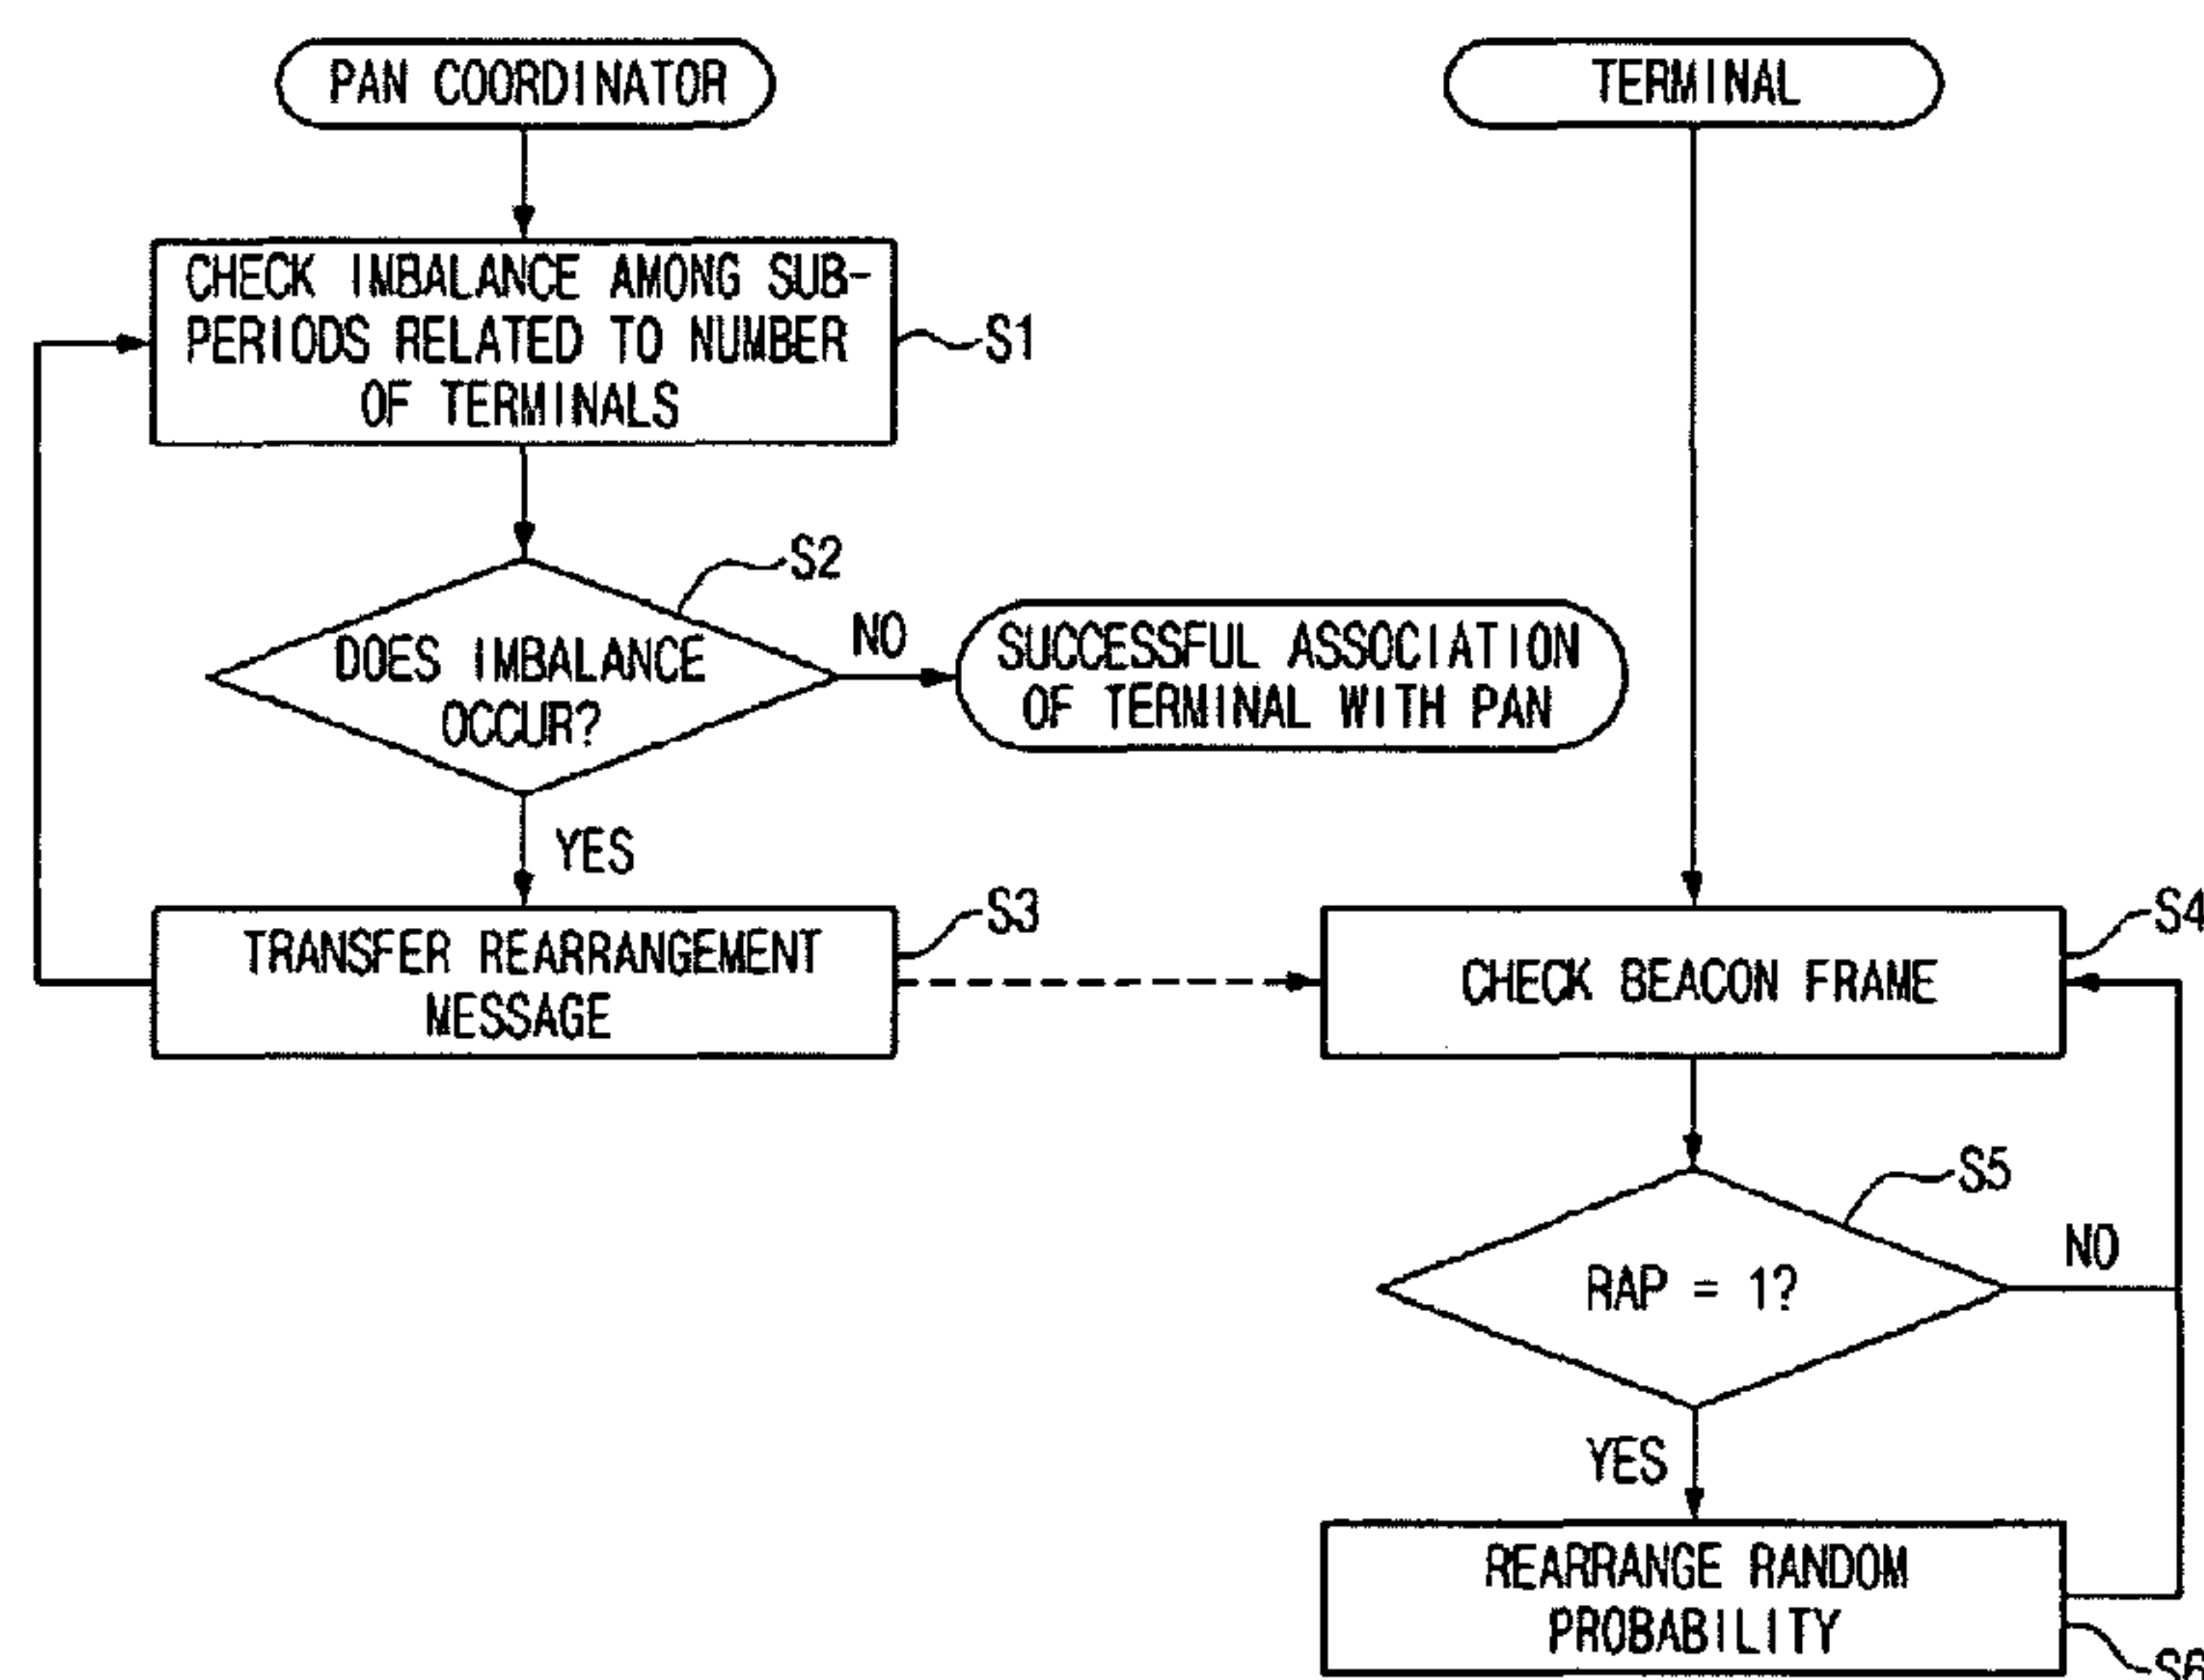 PAN COORDINATOR
TERMINAL
CHECK IMBALANCE AMONG SUB-
PERIODS RELATED TO NUMBER
OF TERMINALS
S1
S2
DOES IMBALANCE
OCCUR?
NO
SUCCESSFUL ASSOCIATION
OF TERMINAL WITH PAN
YES
TRANSFER REARRANGEMENT
MESSAGE
S3
CHECK BEACON FRAME
S4
S5
RAP = 1?
NO
YES
REARRANGE RANDOM
PROBABILITY
S6